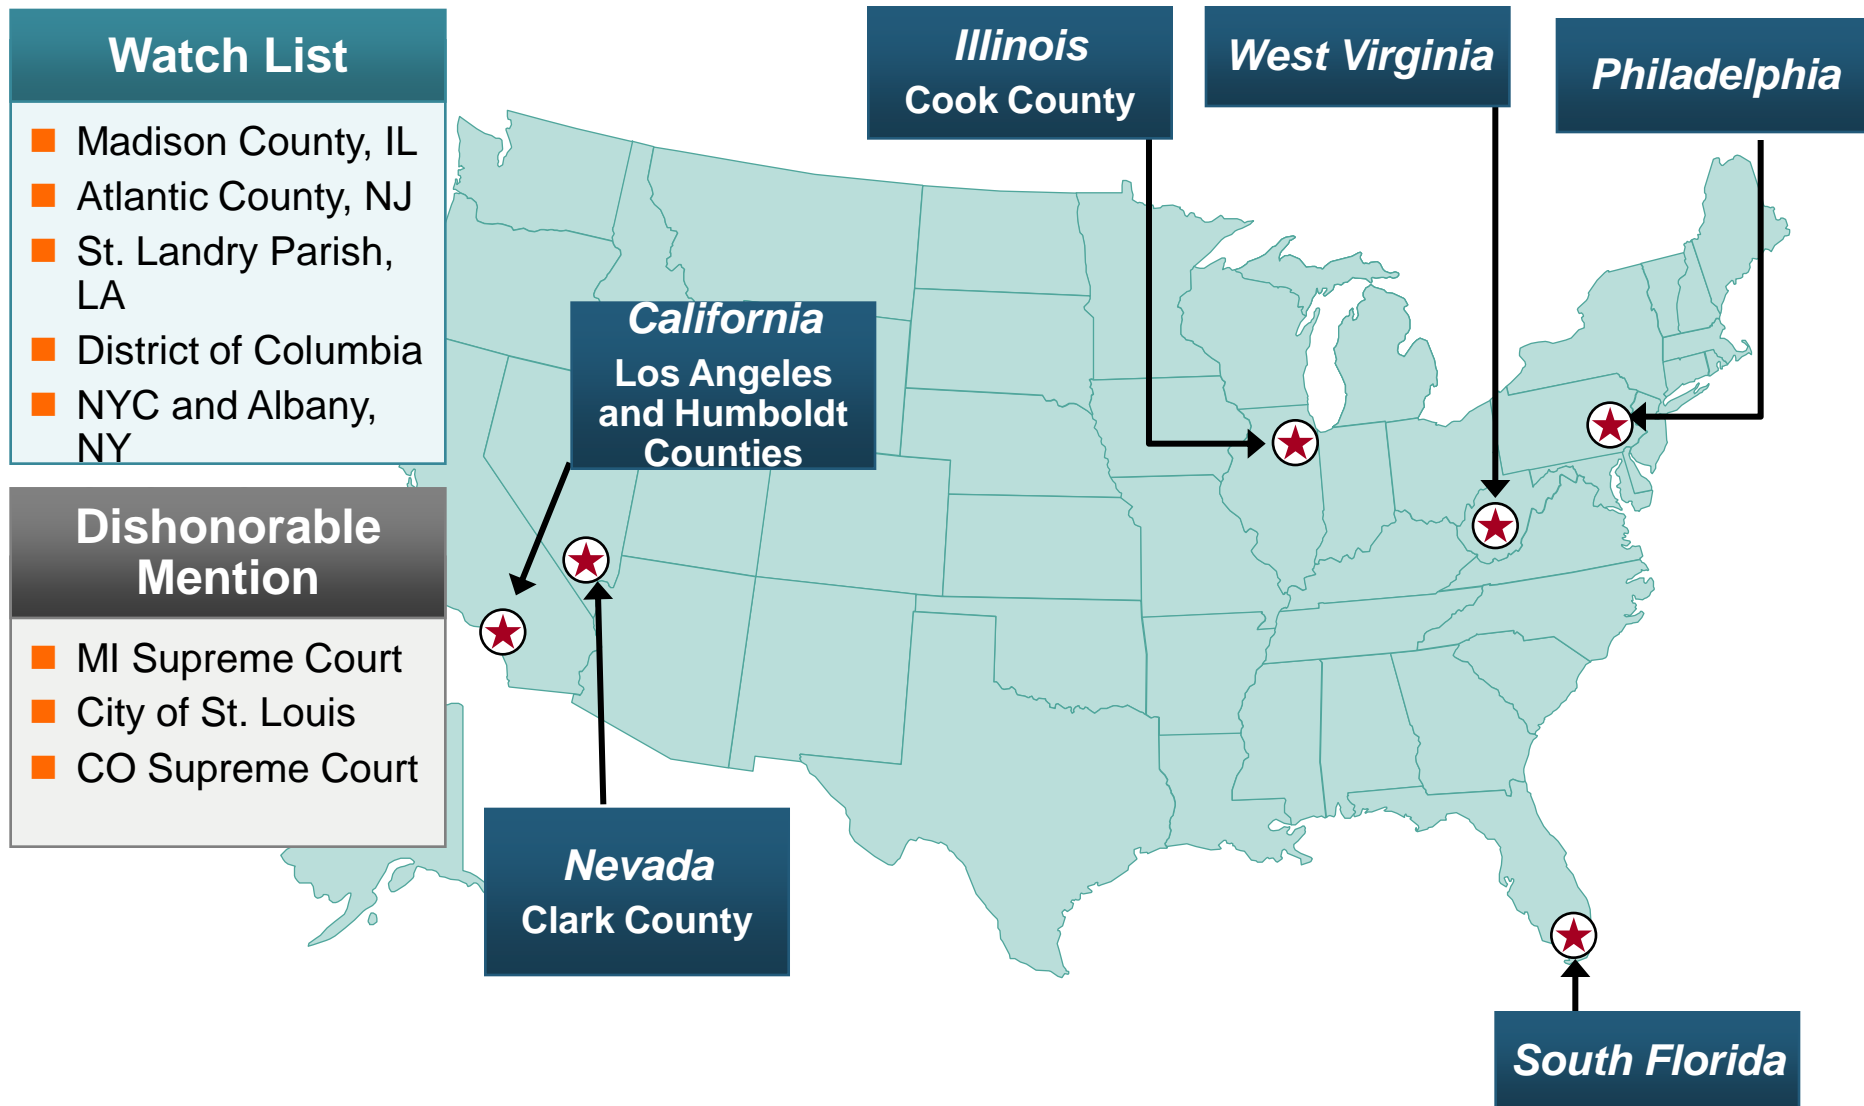 Watch List
Madison County, IL
Atlantic County, NJ
St. Landry Parish,
LA
District of Columbia
NYC and Albany,
NY
Dishonorable
Mention
MI Supreme Court
City of St. Louis
CO Supreme Court
California
Los Angeles
and Humboldt
Counties
Nevada
Clark County
Illinois
Cook County
West Virginia
Philadelphia
South Florida